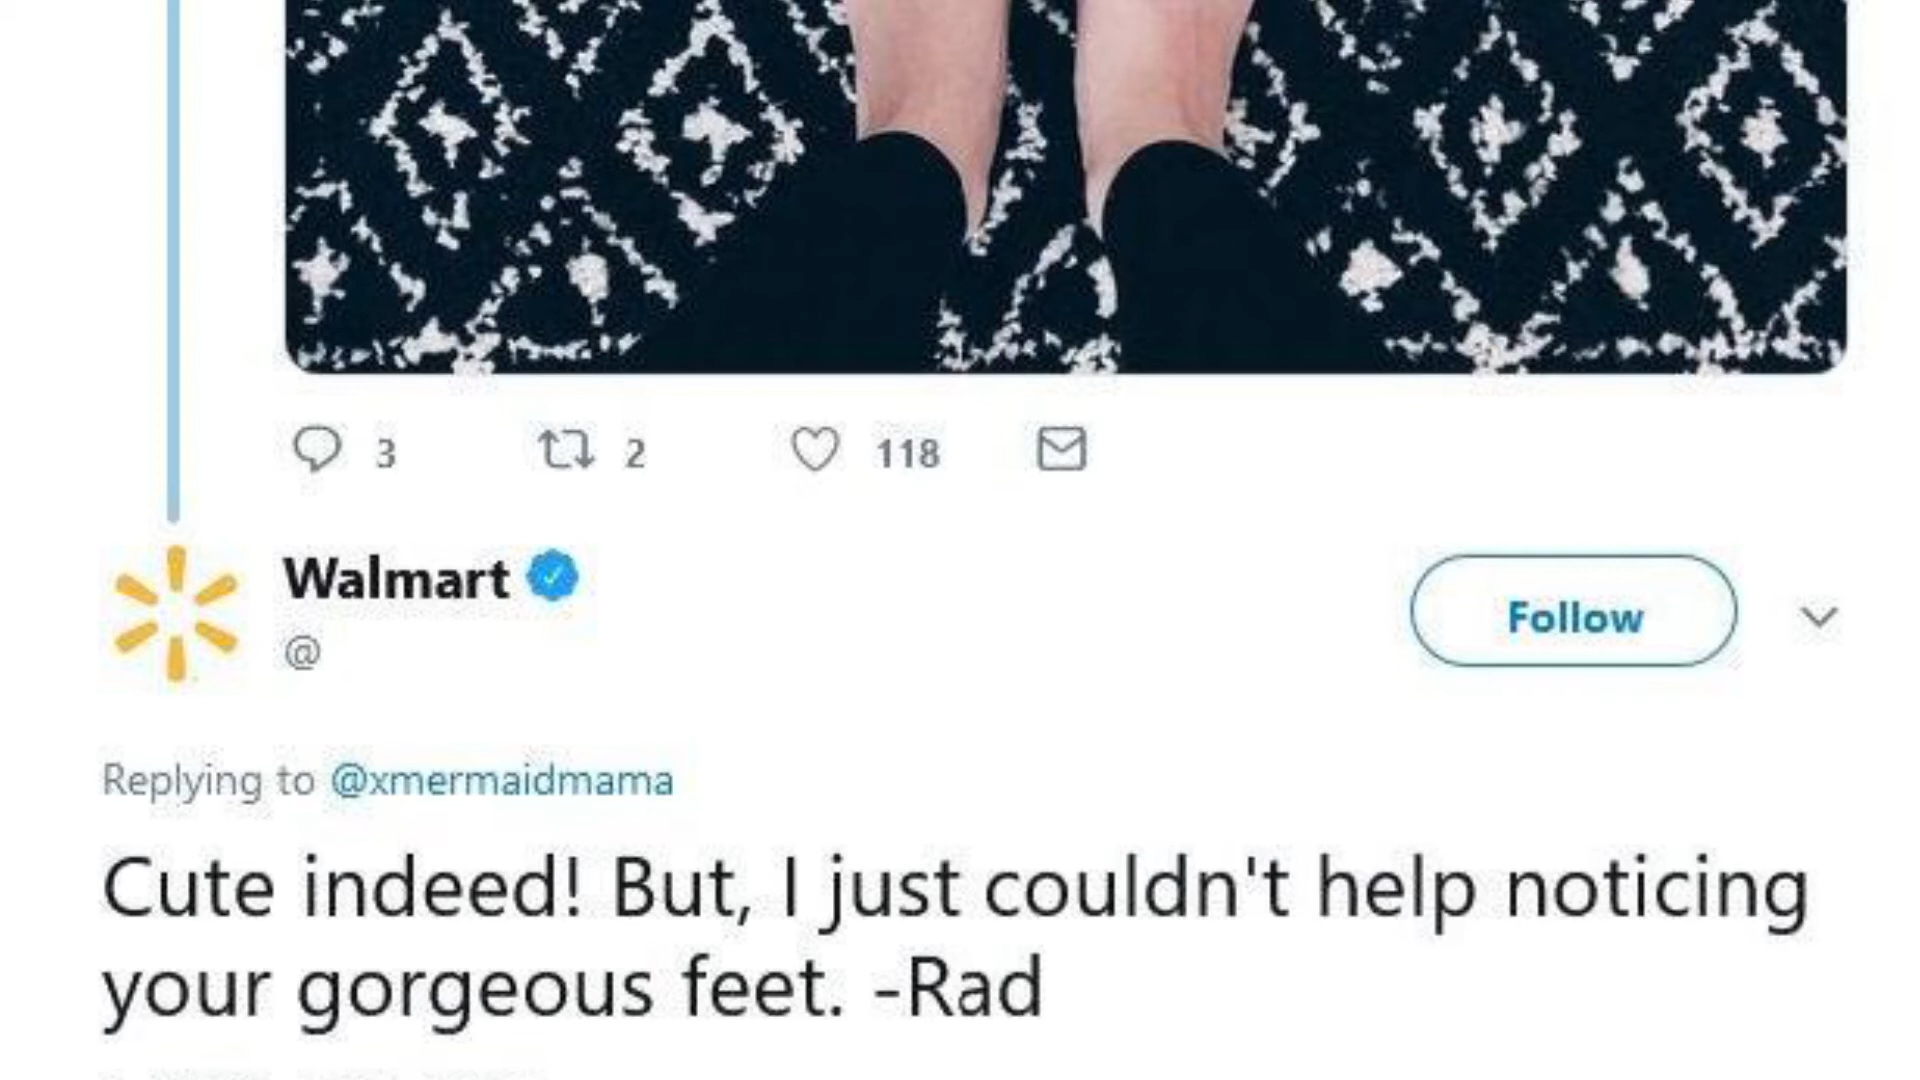 3 2 118
Walmart
@
Follow
Replying to @xmermaidmama
Cute indeed! But, I just couldn't help noticing
your gorgeous feet. -Rad